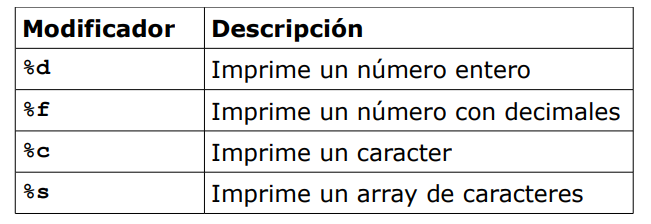 Modificador Descripción
%d Imprime un número entero
%f Imprime un número con decimales
%c Imprime un caracter
%s Imprime un array de caracteres